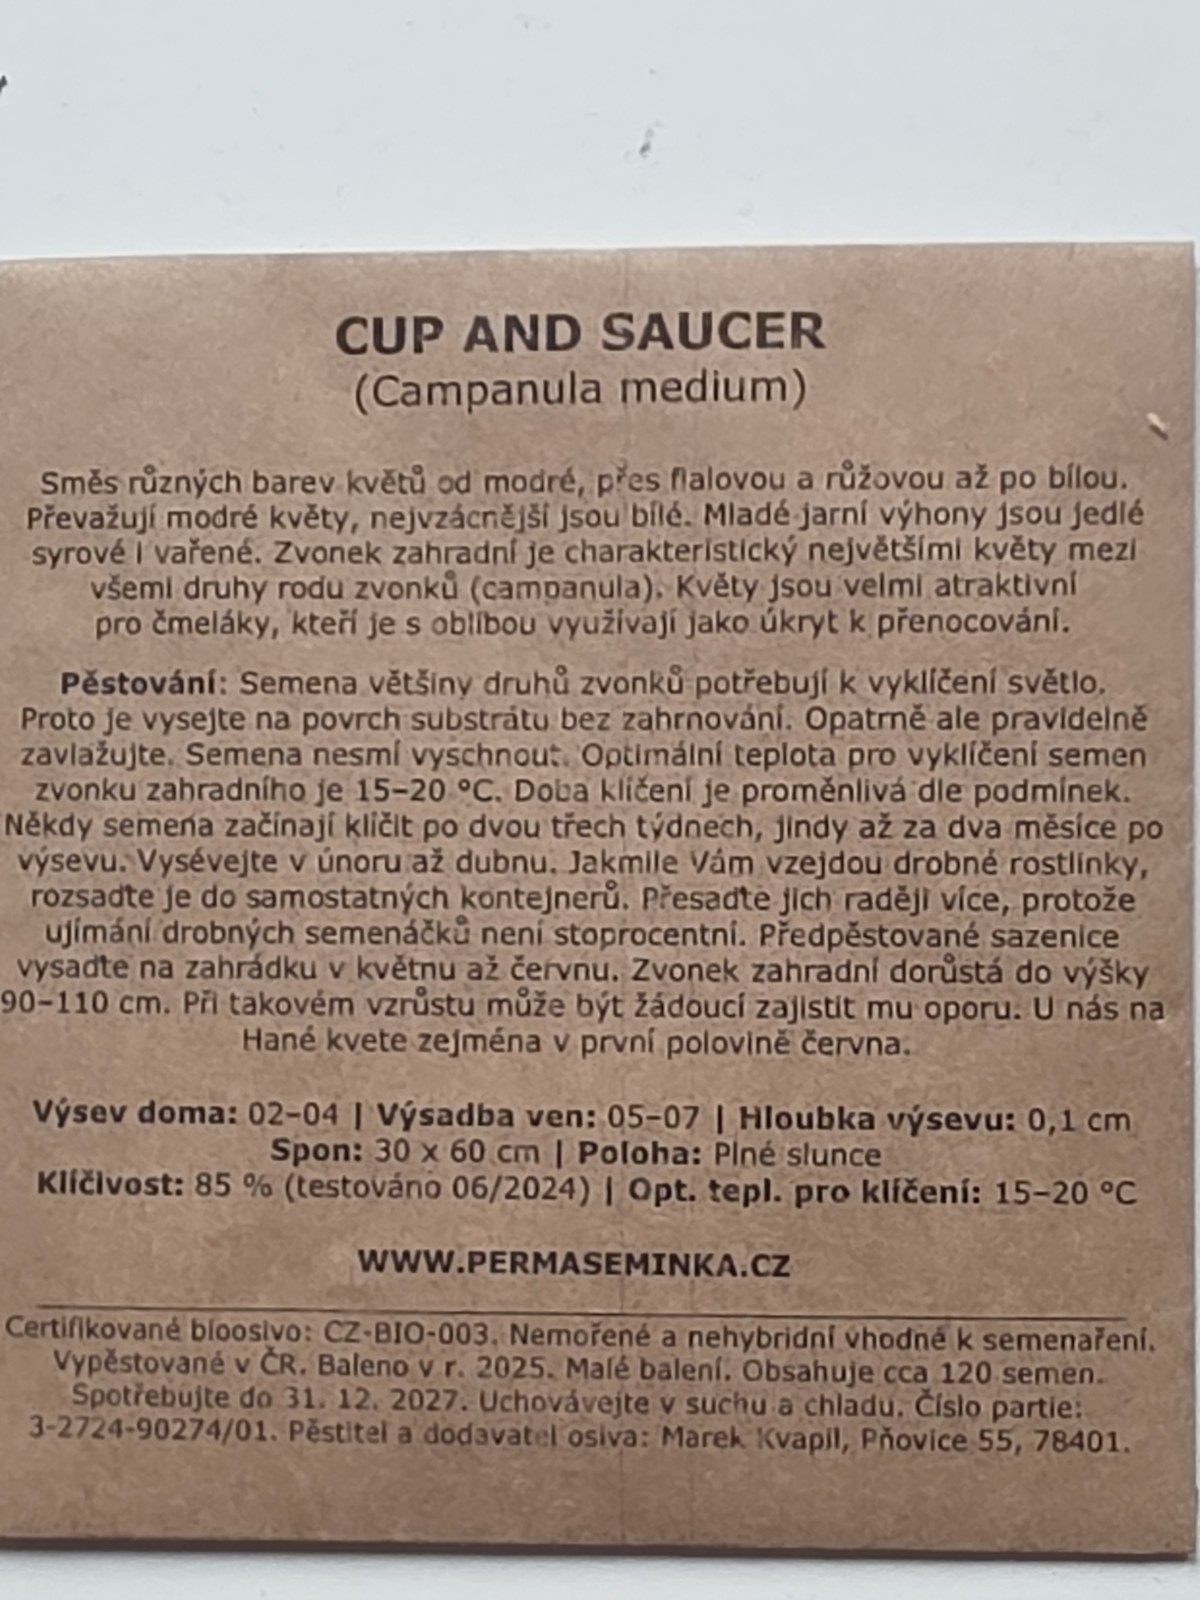 CUP AND SAUCER
(Campanula medium)
Směs různých barev květů od modré, přes fialovou a růžovou až po bílou.
Převažují modré květy, nejvzácnější jsou bílé. Mladé jarní výhony jsou jedlé
syrové i vařené. Zvonek zahradní je charakteristický největšími květy mezi
všemi druhy rodu zvonků (campanula). Květy jsou velmi atraktivní
pro čmeláky, kteří je s oblibou využívají jako úkryt k přenocování.
Pěstování: Semena většiny druhů zvonků potřebují k vyklíčení světlo.
Proto je vysejte na povrch substrátu bez zahrnování. Opatrně ale pravidelně
zavlažujte. Semena nesmí vyschnout. Optimální teplota pro vyklíčení semen
zvonku zahradního je 15–20 °C. Doba klíčení je proměnlivá dle podmínek.
Někdy semena začínají klíčit po dvou třech týdnech, jindy až za dva měsíce po
výsevu. Vysévejte v únoru až dubnu. Jakmile Vám vzejdou drobné rostlinky,
rozsaďte je do samostatných kontejnerů. Přesaďte jich raději více, protože
ujímání drobných semenáčků není stoprocentní. Předpěstované sazenice
vysaďte na zahrádku v květnu až červnu. Zvonek zahradní dorůstá do výšky
90–110 cm. Při takovém vzrůstu může být žádoucí zajistit mu oporu. U nás na
Hané kvete zejména v první polovině června.
Výsev doma: 02–04 | Výsadba ven: 05–07 | Hloubka výsevu: 0,1 cm
Spon: 30 x 60 cm | Poloha: Plné slunce
Klíčivost: 85 % (testováno 06/2024) | Opt. tepl. pro klíčení: 15–20 °C
WWW.PERMASEMINKA.CZ
Certifikované bioosivo: CZ-BIO-003. Nemořené a nehybridní vhodné k semenaření.
Vypěstované v ČR. Baleno v r. 2025. Malé balení. Obsahuje cca 120 semen.
Spotřebujte do 31. 12. 2027. Uchovávejte v suchu a chladu. Číslo partie:
3-2724-90274/01. Pěstitel a dodavatel osiva: Marek Kvapil, Pňovice 55, 78401.